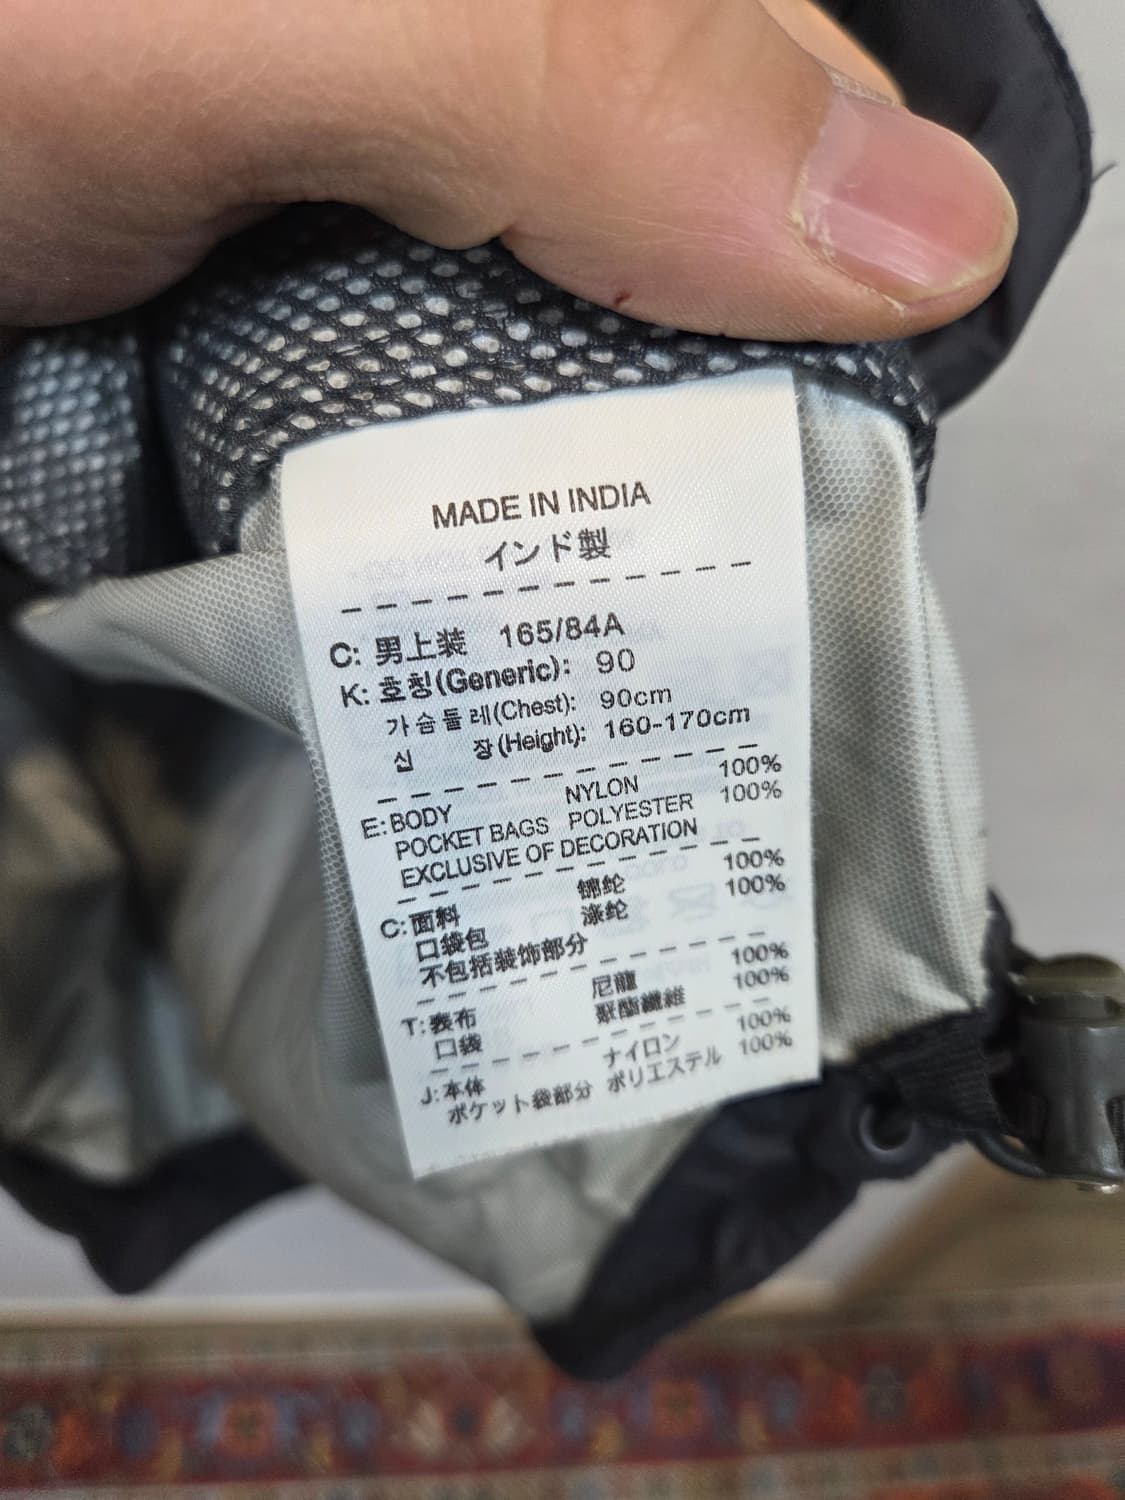 MADE IN INDIA
インド製
C: 男上装 165/84A
K: 호칭(Generic): 90
가슴둘레(Chest): 90cm
신 장(Height): 160-170cm
E: BODY NYLON 100%
POCKET BAGS POLYESTER 100%
EXCLUSIVE OF DECORATION
C: 面料 锦纶 100%
口袋包 涤纶 100%
不包括装饰部分
T: 表布 尼龍 100%
口袋 聚酯纖維 100%
J: 本体 ナイロン 100%
ポケット袋部分 ポリエステル 100%